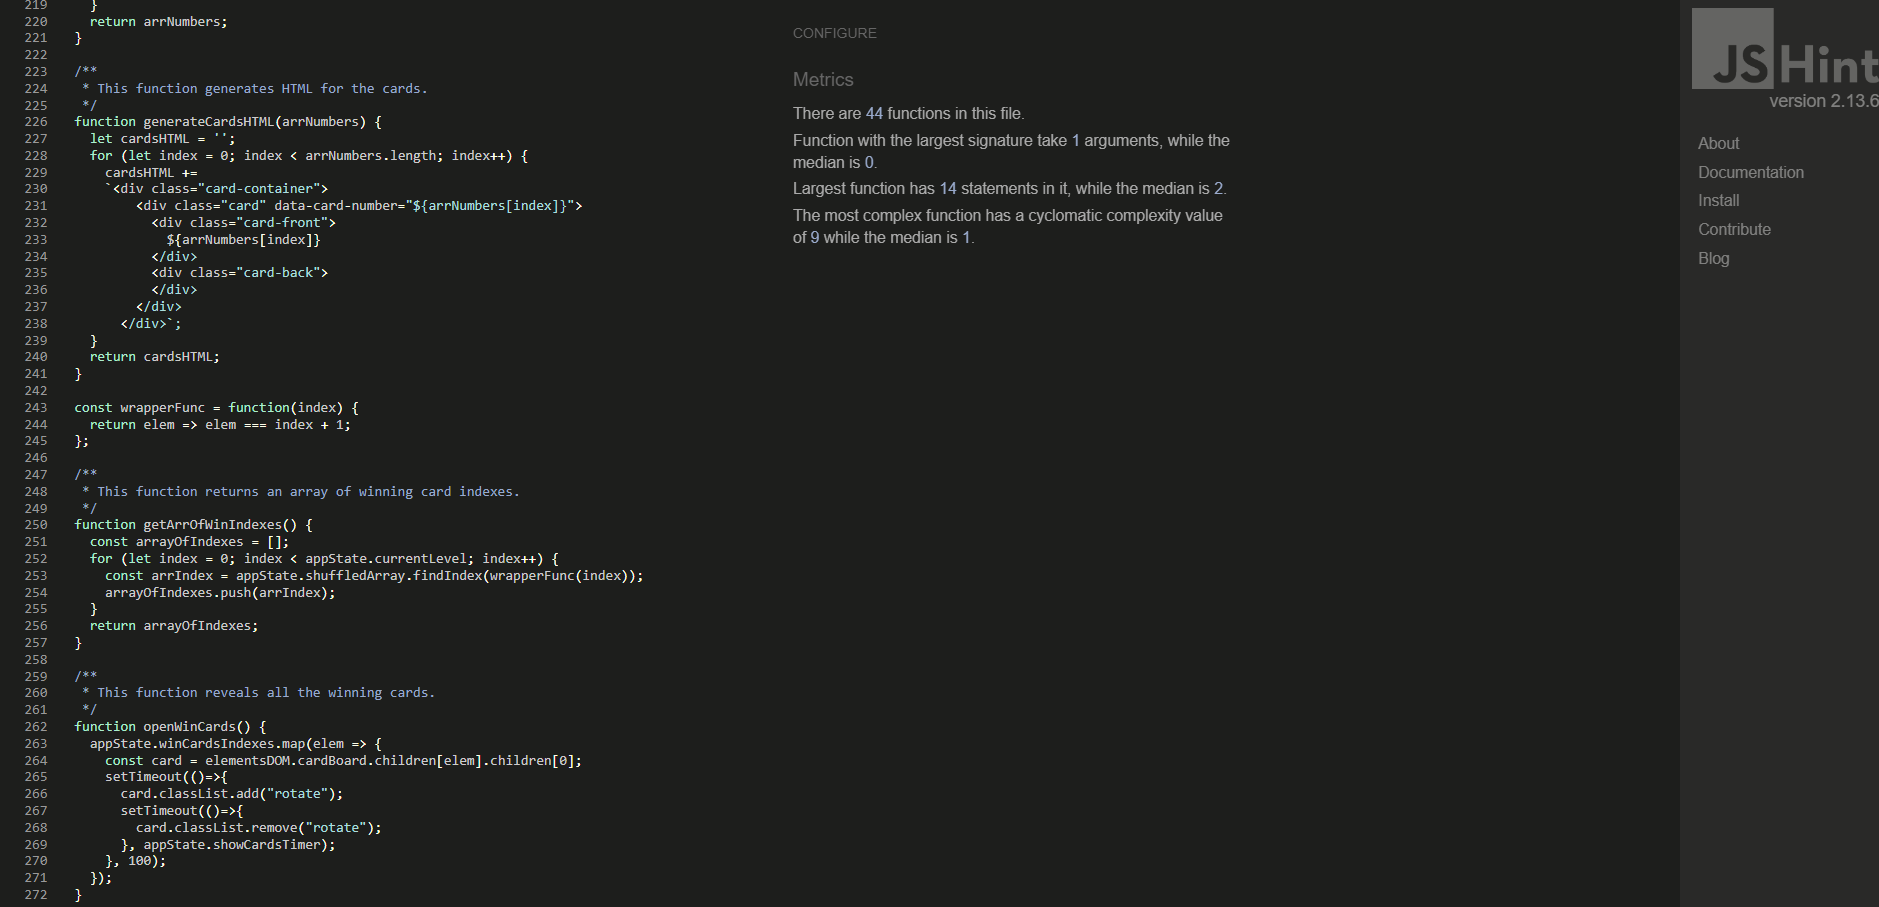 219   }
220   return arrNumbers;
221 }
222
223 /**
224  * This function generates HTML for the cards.
225  */
226 function generateCardsHTML(arrNumbers) {
227   let cardsHTML = '';
228   for (let index = 0; index < arrNumbers.length; index++) {
229     cardsHTML +=
230     `<div class="card-container">
231         <div class="card" data-card-number="${arrNumbers[index]}">
232           <div class="card-front">
233             ${arrNumbers[index]}
234           </div>
235           <div class="card-back">
236           </div>
237         </div>
238       </div>`;
239   }
240   return cardsHTML;
241 }
242
243 const wrapperFunc = function(index) {
244   return elem => elem === index + 1;
245 };
246
247 /**
248  * This function returns an array of winning card indexes.
249  */
250 function getArrOfWinIndexes() {
251   const arrayOfIndexes = [];
252   for (let index = 0; index < appState.currentLevel; index++) {
253     const arrIndex = appState.shuffledArray.findIndex(wrapperFunc(index));
254     arrayOfIndexes.push(arrIndex);
255   }
256   return arrayOfIndexes;
257 }
258
259 /**
260  * This function reveals all the winning cards.
261  */
262 function openWinCards() {
263   appState.winCardsIndexes.map(elem => {
264     const card = elementsDOM.cardBoard.children[elem].children[0];
265     setTimeout(()=>{
266       card.classList.add("rotate");
267       setTimeout(()=>{
268         card.classList.remove("rotate");
269       }, appState.showCardsTimer);
270     }, 100);
271   });
272 }
CONFIGURE
Metrics
There are 44 functions in this file.
Function with the largest signature take 1 arguments, while the
median is 0.
Largest function has 14 statements in it, while the median is 2.
The most complex function has a cyclomatic complexity value
of 9 while the median is 1.
JSHint
version 2.13.6
About
Documentation
Install
Contribute
Blog